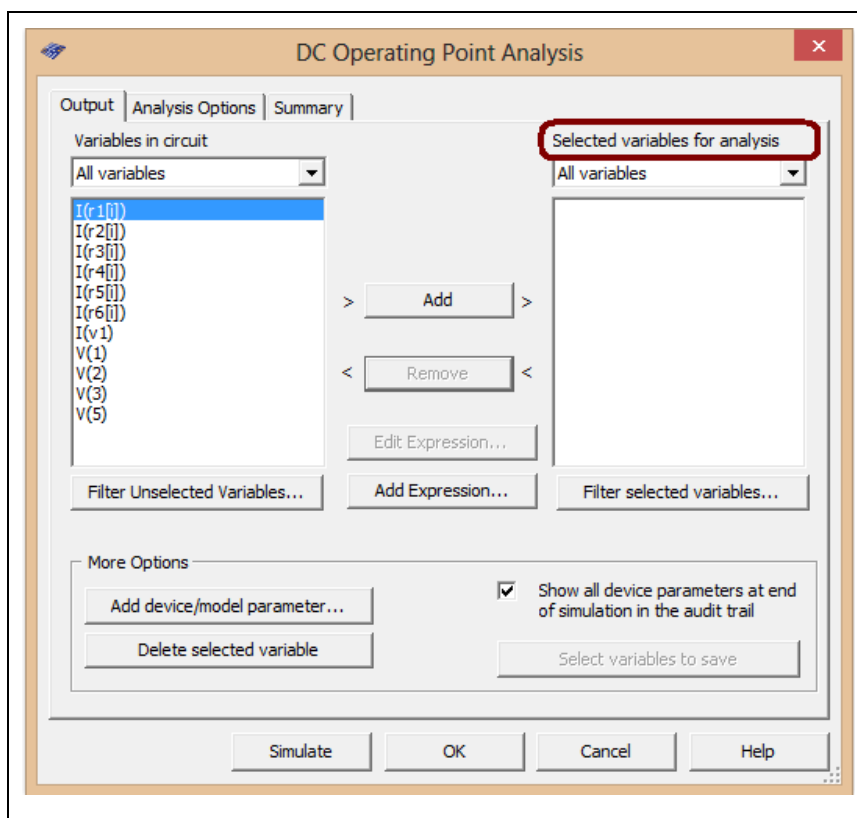 DC Operating Point Analysis
×
Output Analysis Options Summary
Variables in circuit
Selected variables for analysis
All variables
All variables
I(r1[i])
I(r2[i])
I(r3[i])
I(r4[i])
I(r5[i])
I(r6[i])
I(v1)
V(1)
V(2)
V(3)
V(5)
> Add >
< Remove <
Edit Expression...
Filter Unselected Variables...
Add Expression...
Filter selected variables...
More Options
Add device/model parameter...
Show all device parameters at end
of simulation in the audit trail
Delete selected variable
Select variables to save
Simulate OK Cancel Help